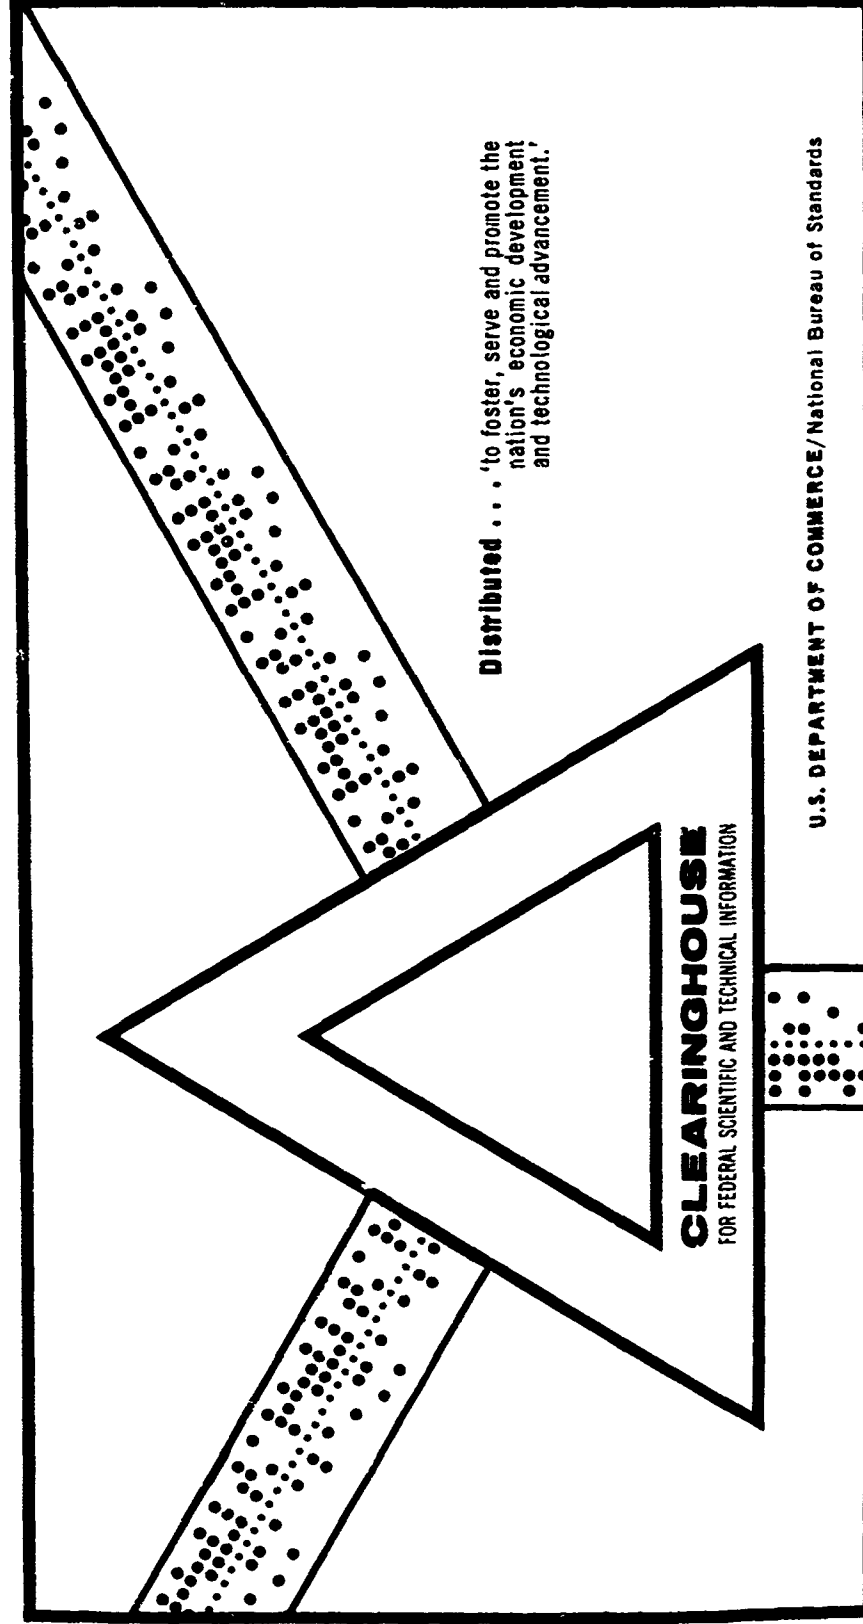 Distributed . . . 'to foster, serve and promote the
nation's economic development
and technological advancement.'
CLEARINGHOUSE
FOR FEDERAL SCIENTIFIC AND TECHNICAL INFORMATION
U.S. DEPARTMENT OF COMMERCE/National Bureau of Standards